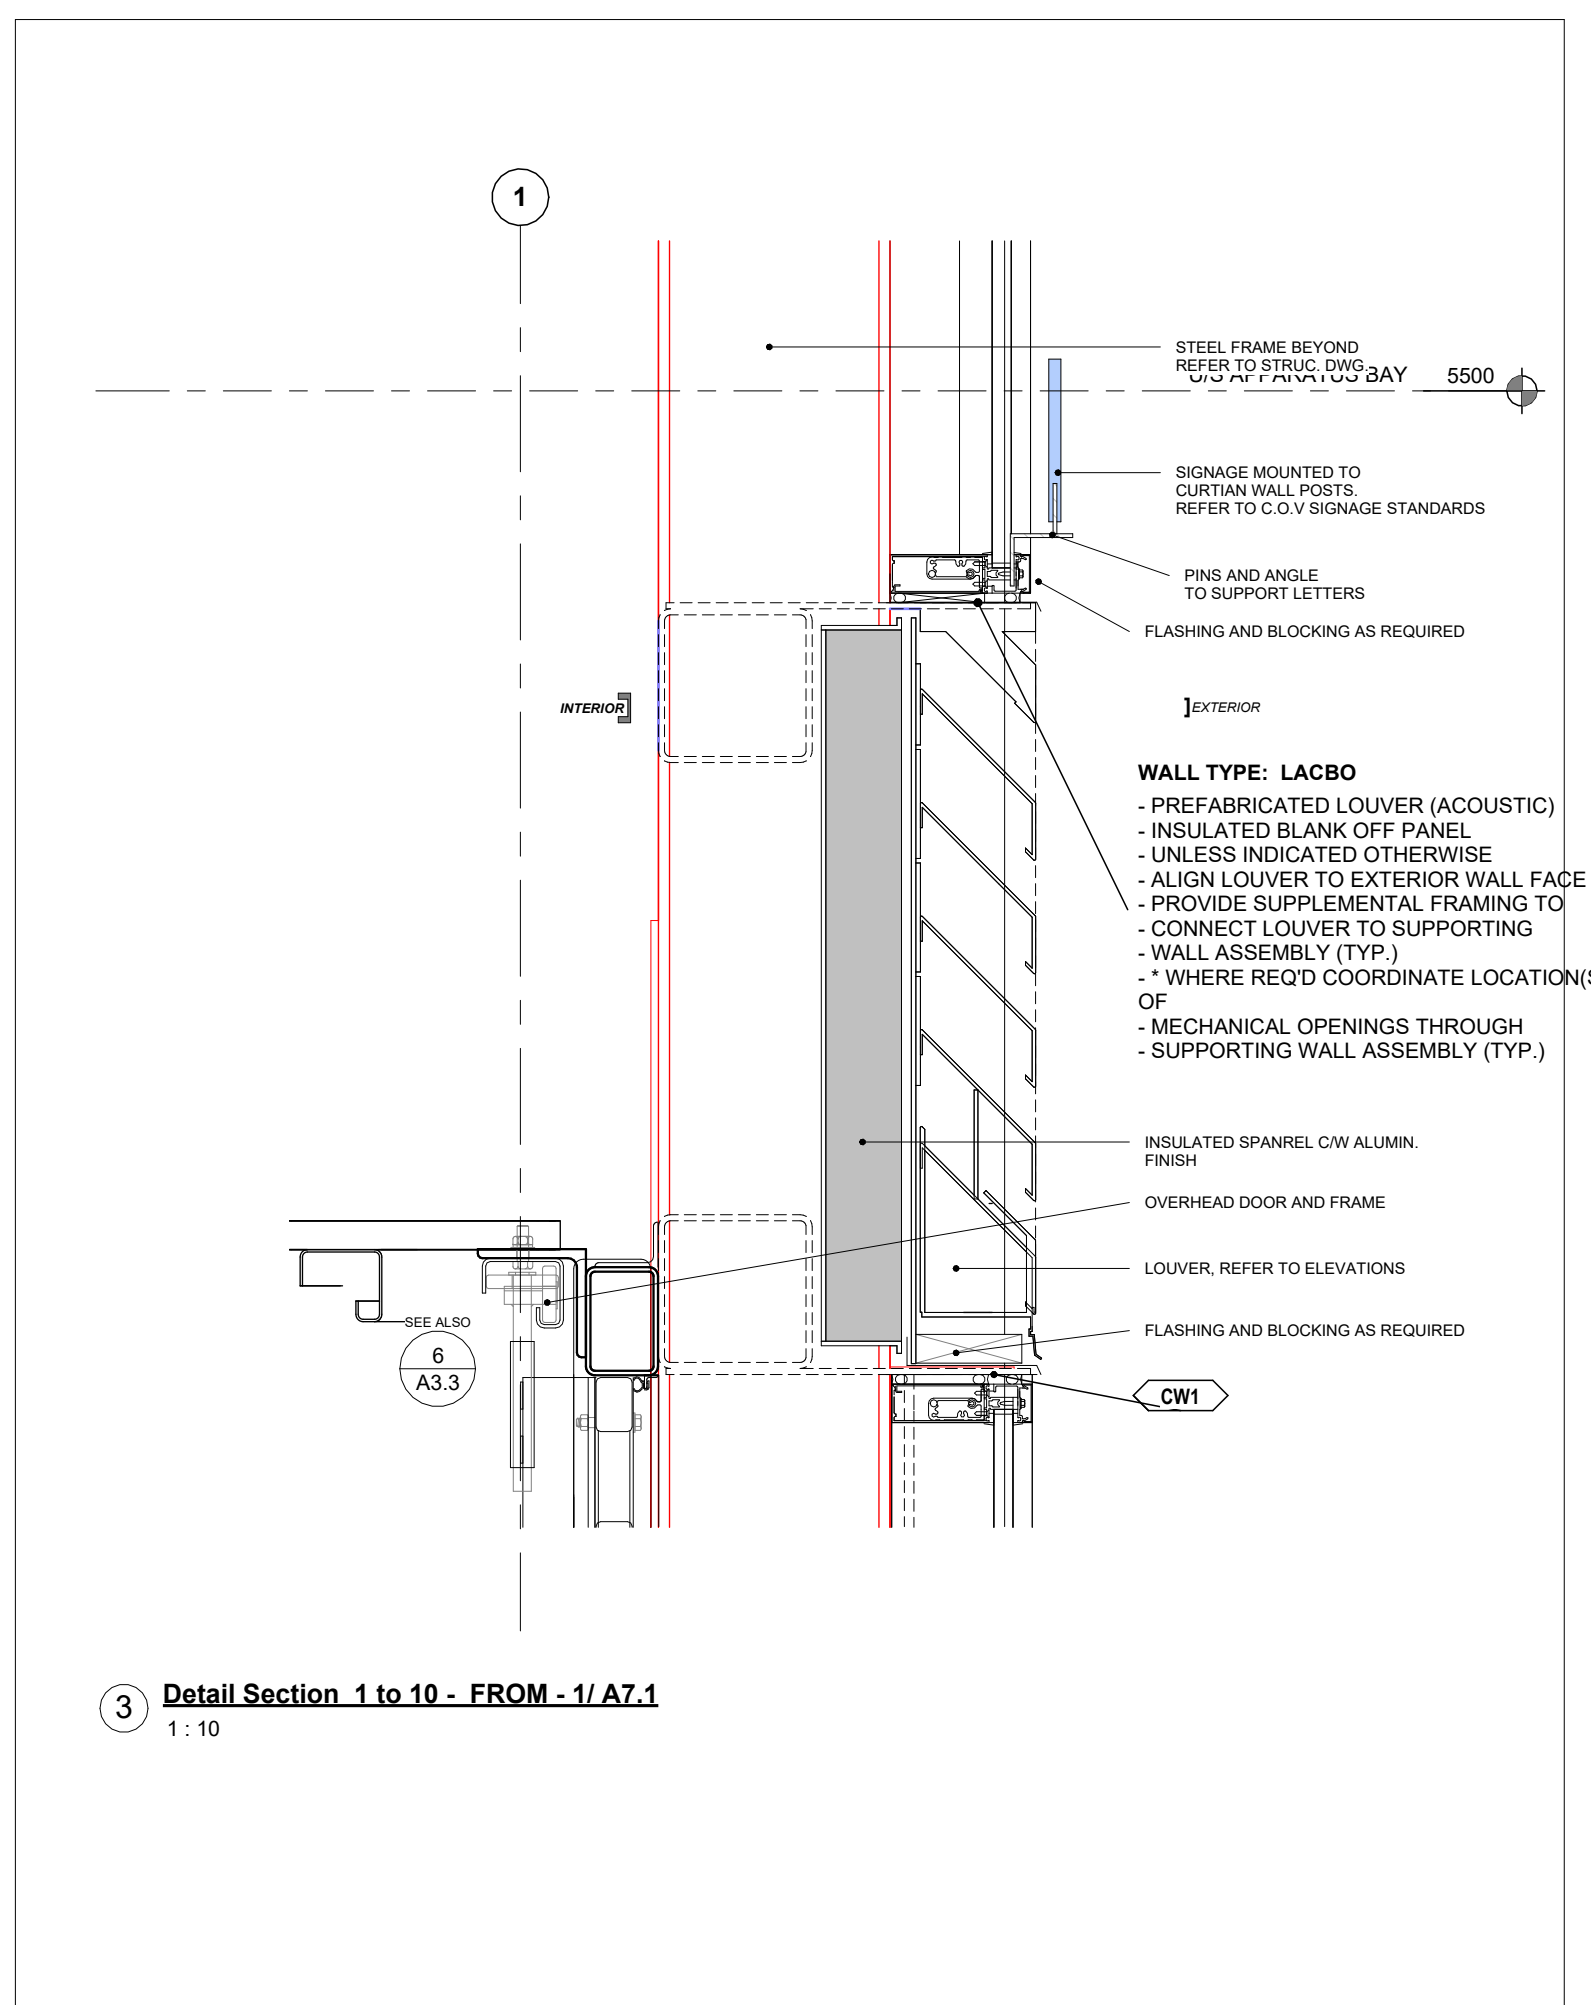 1
STEEL FRAME BEYOND
REFER TO STRUC. DWG.
U/S APPARATUS BAY 5500
SIGNAGE MOUNTED TO
CURTIAN WALL POSTS.
REFER TO C.O.V SIGNAGE STANDARDS
PINS AND ANGLE
TO SUPPORT LETTERS
FLASHING AND BLOCKING AS REQUIRED
INTERIOR
EXTERIOR
WALL TYPE: LACBO
- PREFABRICATED LOUVER (ACOUSTIC)
- INSULATED BLANK OFF PANEL
- UNLESS INDICATED OTHERWISE
- ALIGN LOUVER TO EXTERIOR WALL FACE
- PROVIDE SUPPLEMENTAL FRAMING TO
- CONNECT LOUVER TO SUPPORTING
- WALL ASSEMBLY (TYP.)
- * WHERE REQ'D COORDINATE LOCATION(S
OF
- MECHANICAL OPENINGS THROUGH
- SUPPORTING WALL ASSEMBLY (TYP.)
INSULATED SPANREL C/W ALUMIN.
FINISH
OVERHEAD DOOR AND FRAME
LOUVER, REFER TO ELEVATIONS
SEE ALSO
6
A3.3
FLASHING AND BLOCKING AS REQUIRED
CW1
3 Detail Section 1 to 10 - FROM - 1/ A7.1
1 : 10